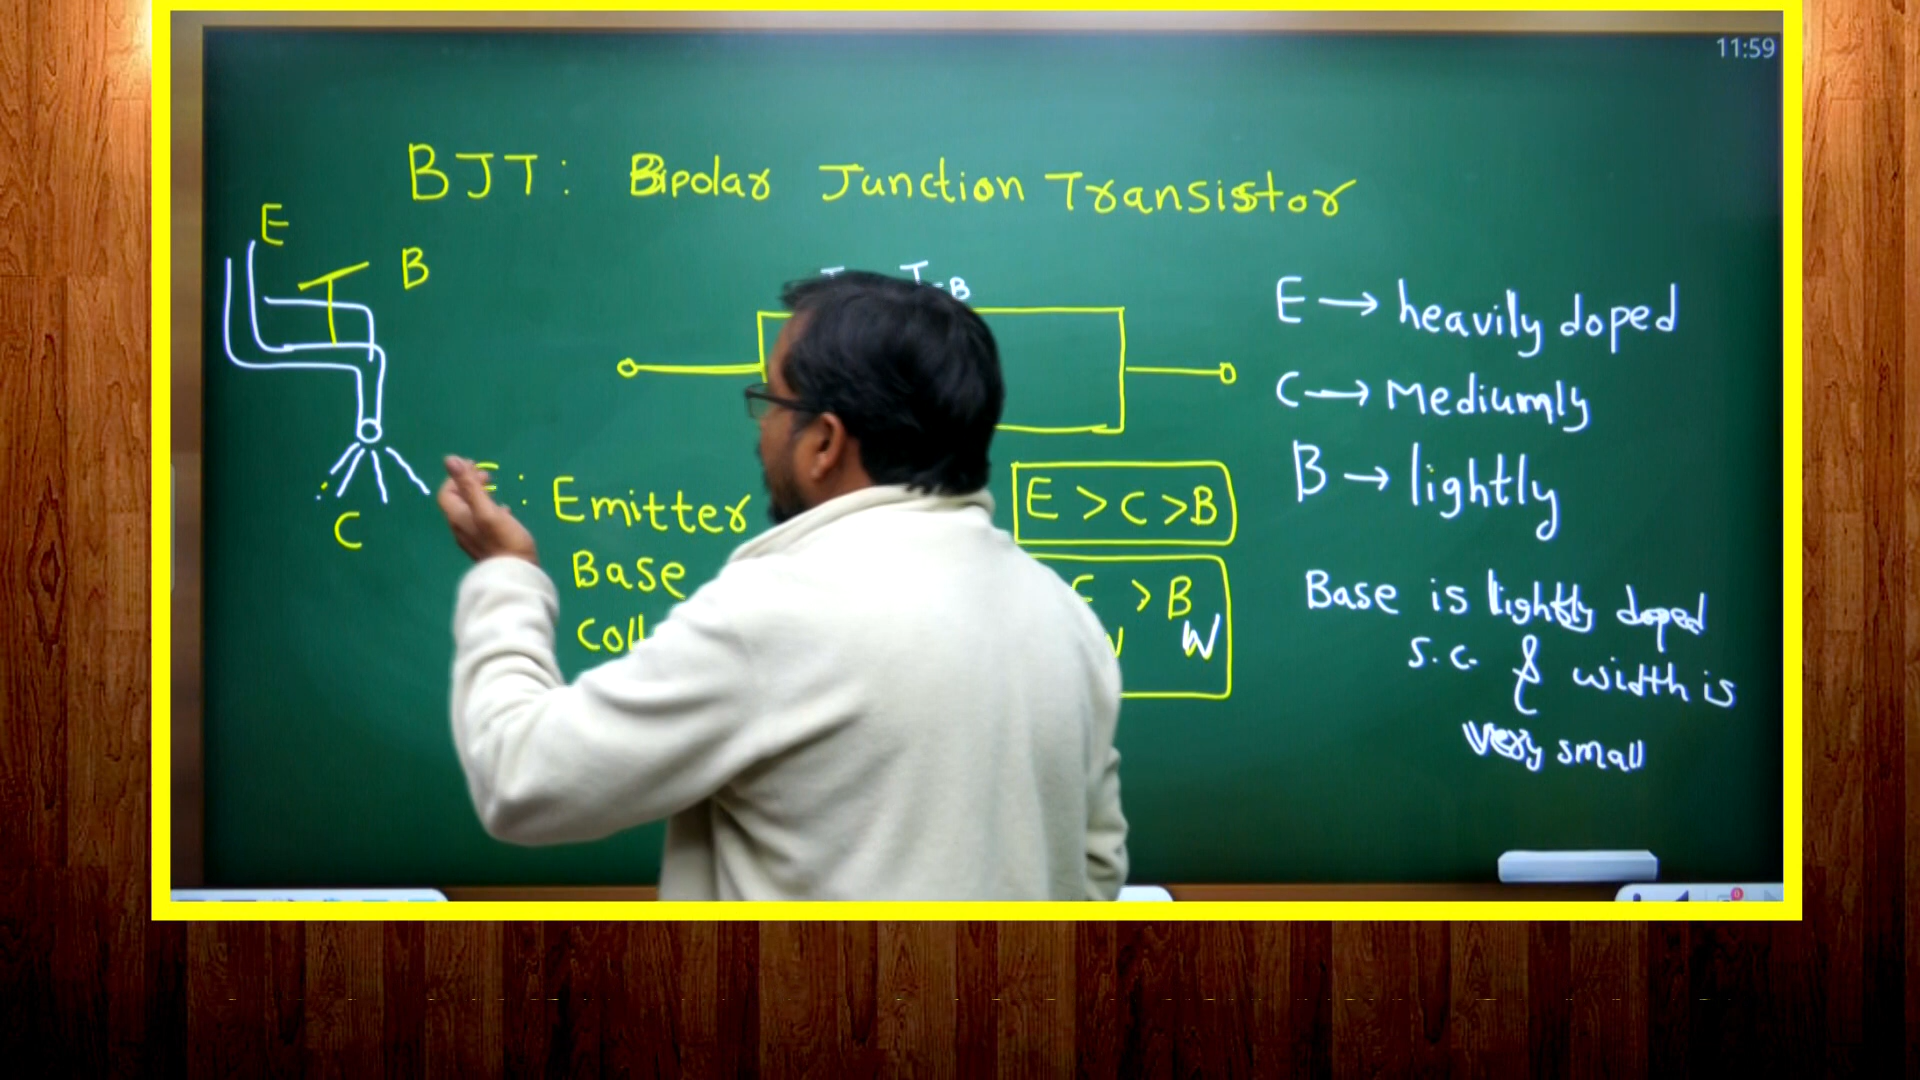 11:59
BJT: Bipolar Junction Transistor
E
B
C
E : Emitter
Base
E > C > B
> B
W
E → heavily doped
C → Mediumly
B → lightly
Base is lightly doped
s.c. & width is
very small